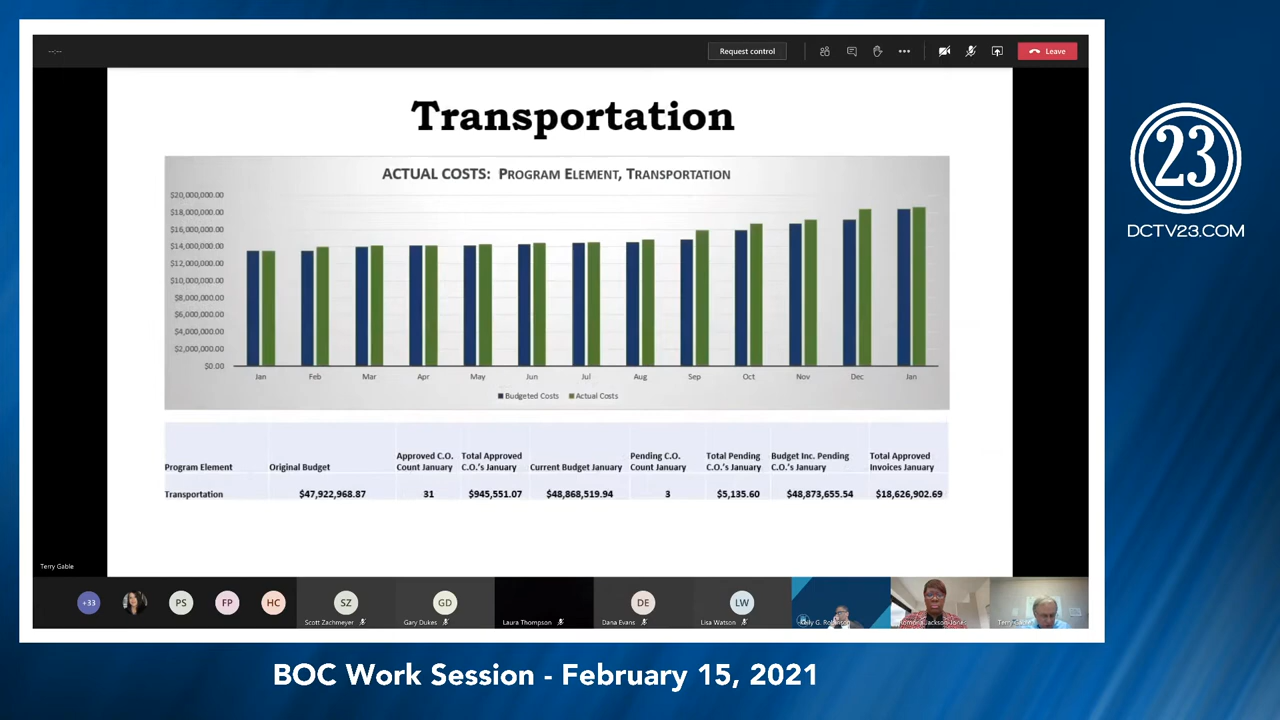 --:--
Request control
Leave
Transportation
ACTUAL COSTS: PROGRAM ELEMENT, TRANSPORTATION
$20,000,000.00
$18,000,000.00
$16,000,000.00
$14,000,000.00
$12,000,000.00
$10,000,000.00
$8,000,000.00
$6,000,000.00
$4,000,000.00
$2,000,000.00
$0.00
Jan Feb Mar Apr May Jun Jul Aug Sep Oct Nov Dec Jan
Budgeted Costs Actual Costs
Approved C.O. Total Approved Pending C.O. Total Pending Budget Inc. Pending Total Approved
Program Element Original Budget Count January C.O.'s January Current Budget January Count January C.O.'s January C.O.'s January Invoices January
Transportation $47,922,968.87 31 $945,551.07 $48,868,519.94 3 $5,135.60 $48,873,655.54 $18,626,902.69
Terry Gable
+33 PS FP HC SZ GD DE LW
Scott Zachmeyer Gary Dukes Laura Thompson Dana Evans Lisa Watson
23
DCTV23.COM
BOC Work Session - February 15, 2021